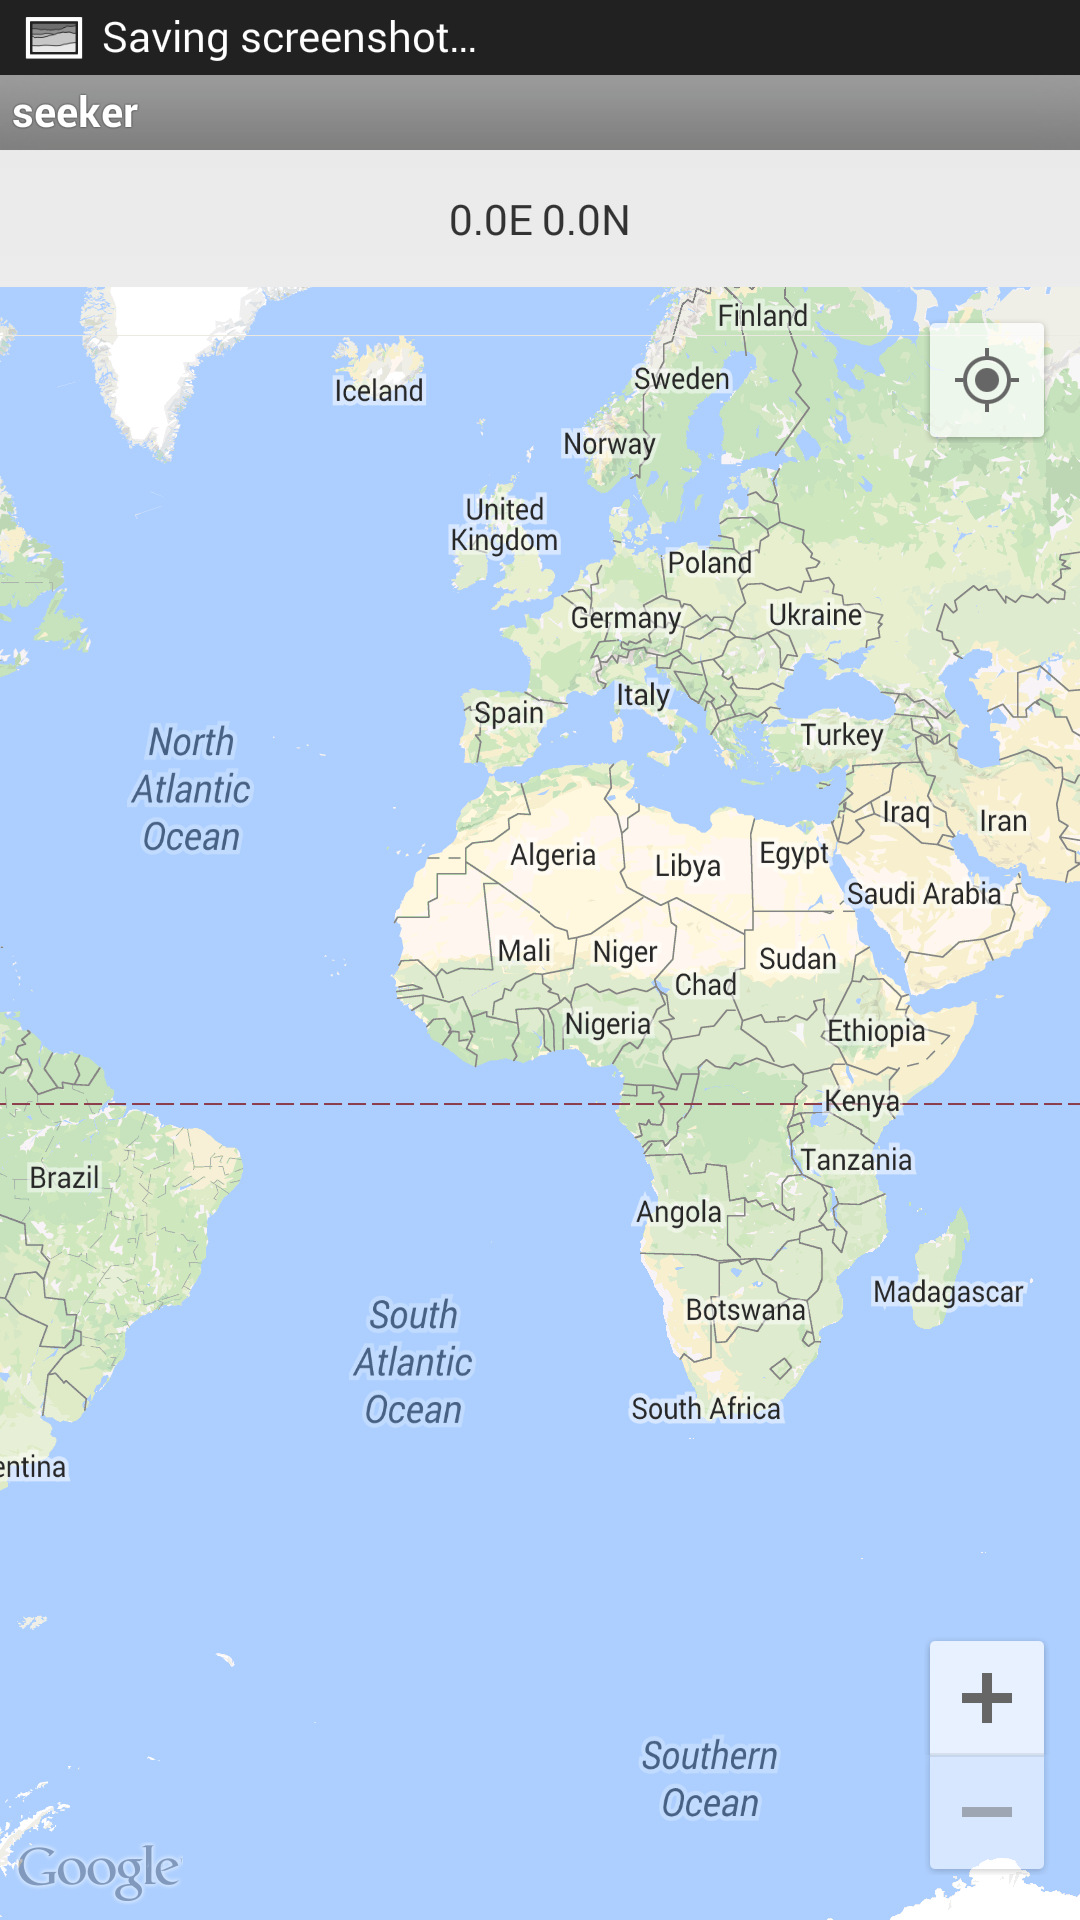 Saving screenshot...
seeker
0.0E 0.0N
Finland
Sweden
Iceland
Norway
United
Kingdom
Poland
Germany
Ukraine
Italy
Spain
Turkey
North
Atlantic
Ocean
Iraq
Iran
Algeria
Libya
Egypt
Saudi Arabia
Mali
Niger
Sudan
Chad
Nigeria
Ethiopia
Kenya
Brazil
Tanzania
Angola
Madagascar
Botswana
South
Atlantic
Ocean
South Africa
entina
Southern
Ocean
Google